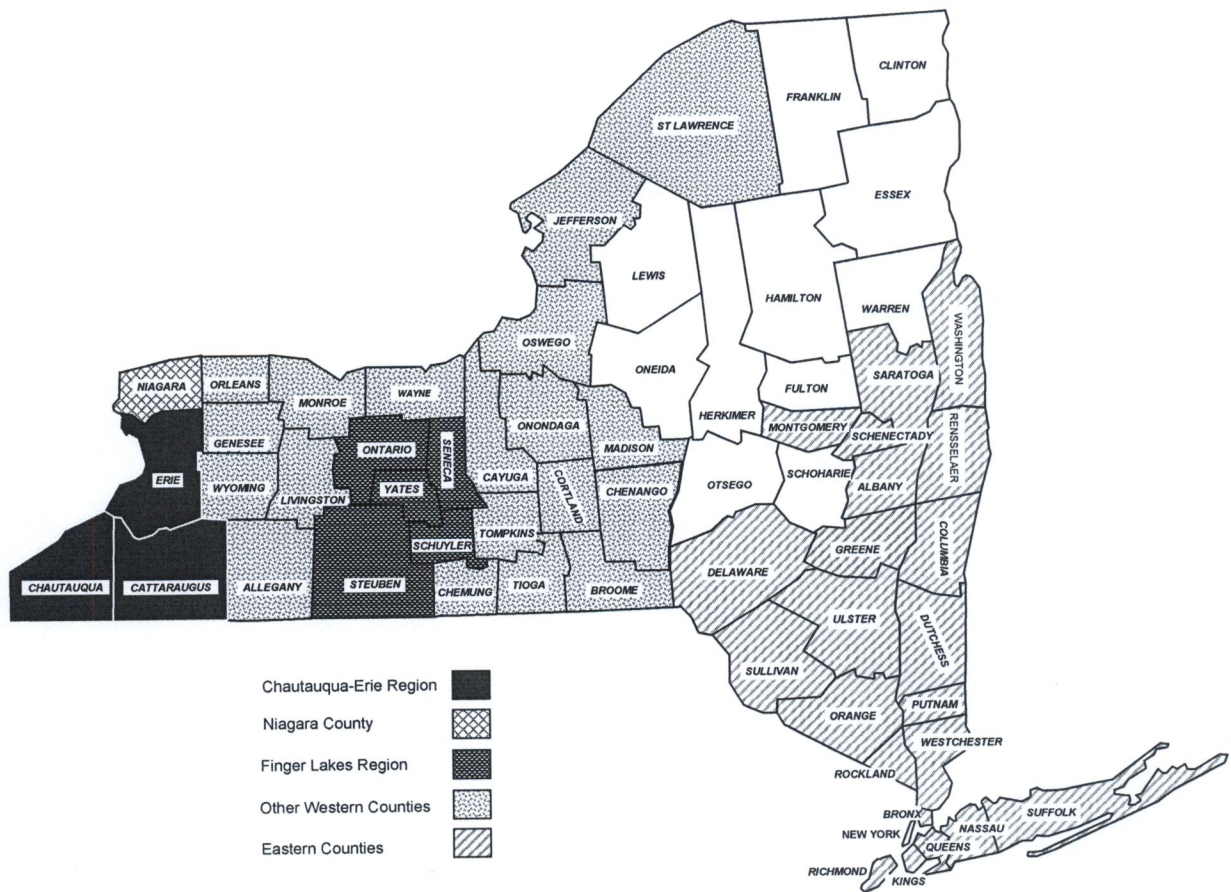 CLINTON
FRANKLIN
ST LAWRENCE
ESSEX
JEFFERSON
LEWIS
HAMILTON
WARREN
WASHINGTON
OSWEGO
ONEIDA
SARATOGA
NIAGARA
ORLEANS
MONROE
WAYNE
FULTON
HERKIMER
MONTGOMERY
SCHENECTADY
RENSSELAER
GENESEE
ONTARIO
SENECA
ONONDAGA
MADISON
ERIE
WYOMING
LIVINGSTON
YATES
CAYUGA
CORTLAND
CHENANGO
OTSEGO
SCHOHARIE
ALBANY
SCHUYLER
TOMPKINS
GREENE
COLUMBIA
CHAUTAUQUA
CATTARAUGUS
ALLEGANY
STEUBEN
CHEMUNG
TIOGA
BROOME
DELAWARE
ULSTER
DUTCHESS
SULLIVAN
Chautauqua-Erie Region
Niagara County
Finger Lakes Region
Other Western Counties
Eastern Counties
PUTNAM
ORANGE
WESTCHESTER
ROCKLAND
BRONX
NEW YORK
SUFFOLK
NASSAU
QUEENS
RICHMOND
KINGS